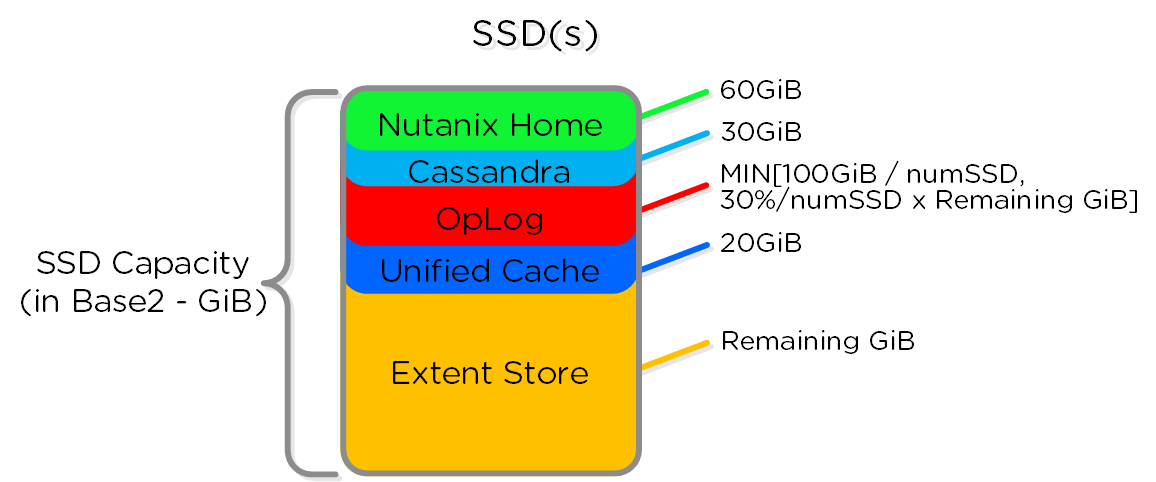 SSD(s)
Nutanix Home
60GiB
Cassandra
30GiB
OpLog
MIN[100GiB / numSSD,
30%/numSSD x Remaining GiB]
Unified Cache
20GiB
SSD Capacity
(in Base2 - GiB)
Extent Store
Remaining GiB